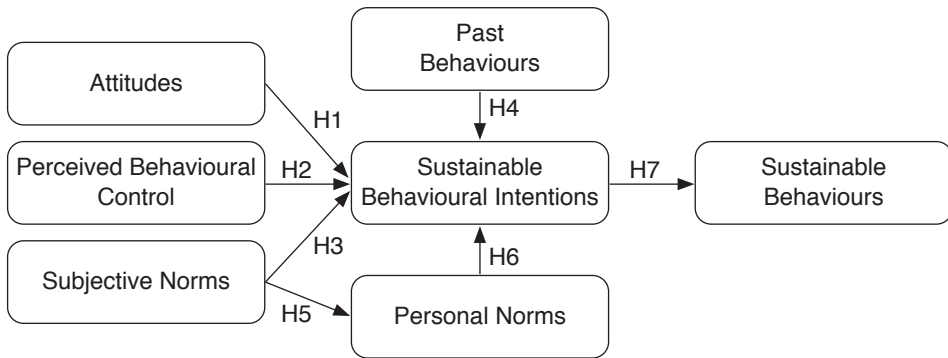 Past
Behaviours
Attitudes
H1
H4
Perceived Behavioural
Control
H2
Sustainable
Behavioural Intentions
H7
Sustainable
Behaviours
H3
H6
Subjective Norms
H5
Personal Norms